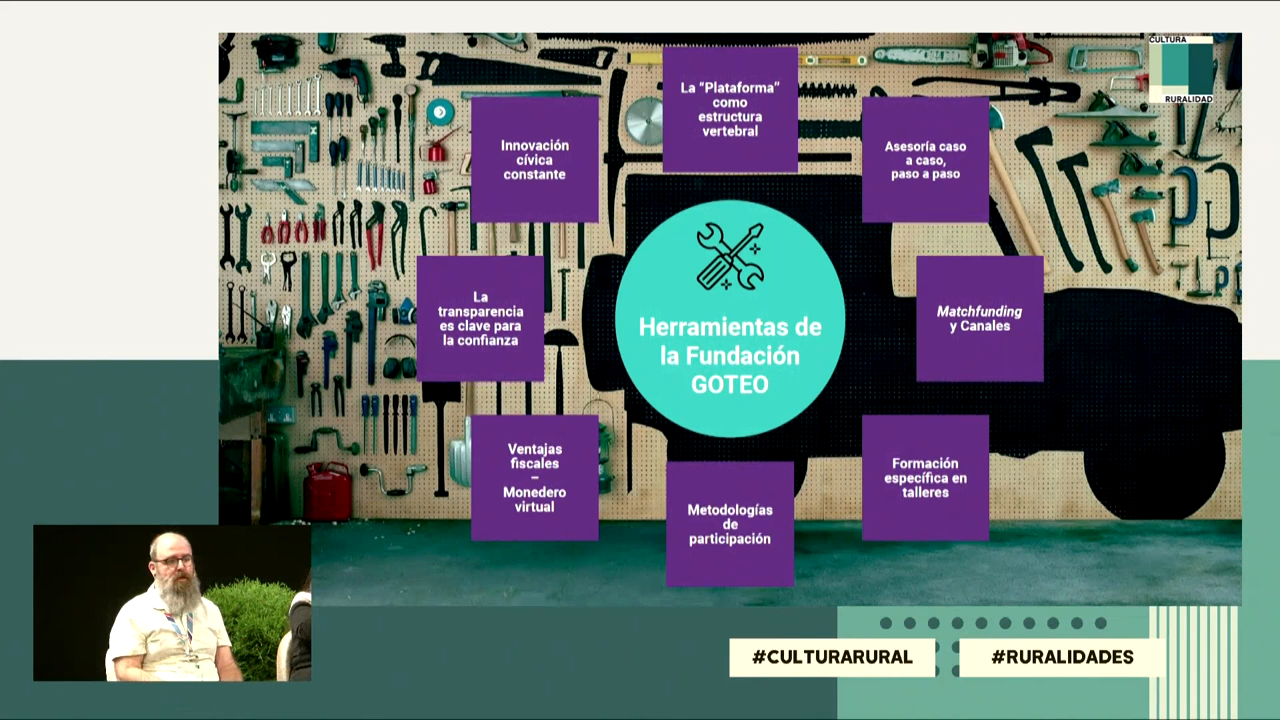 CULTURA
RURALIDAD
La “Plataforma”
como
estructura
vertebral
Innovación
cívica
constante
Asesoría caso
a caso,
paso a paso
La
transparencia
es clave para
la confianza
Herramientas de
la Fundación
GOTEO
Matchfunding
y Canales
Ventajas
fiscales
–
Monedero
virtual
Metodologías
de
participación
Formación
específica en
talleres
#CULTURARURAL
#RURALIDADES